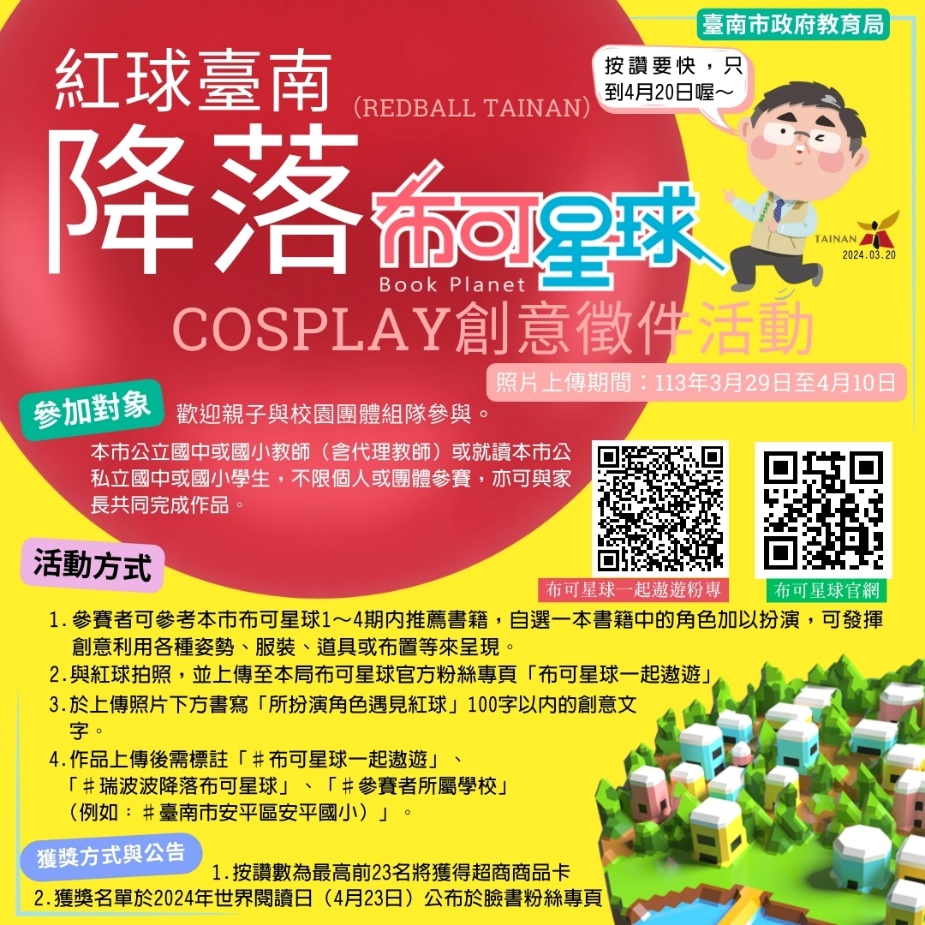 臺南市政府教育局
按讚要快，只
到4月20日喔～
紅球臺南
（REDBALL TAINAN）
降落
布可星球
Book Planet
TAINAN
2024.03.20
COSPLAY創意徵件活動
照片上傳期間：113年3月29日至4月10日
參加對象
歡迎親子與校園團體組隊參與。
本市公立國中或國小教師（含代理教師）或就讀本市公
私立國中或國小學生，不限個人或團體參賽，亦可與家
長共同完成作品。
布可星球一起遨遊粉專
布可星球官網
活動方式
1.參賽者可參考本市布可星球1～4期内推薦書籍，自選一本書籍中的角色加以扮演，可發揮
創意利用各種姿勢、服裝、道具或布置等來呈現。
2.與紅球拍照，並上傳至本局布可星球官方粉絲專頁「布可星球一起遨遊」
3.於上傳照片下方書寫「所扮演角色遇見紅球」100字以内的創意文
字。
4.作品上傳後需標註「＃布可星球一起遨遊」、
「＃瑞波波降落布可星球」、「＃參賽者所屬學校」
（例如：＃臺南市安平區安平國小）」。
獲獎方式與公告
1.按讚數為最高前23名將獲得超商商品卡
2.獲獎名單於2024年世界閱讀日（4月23日）公布於臉書粉絲專頁